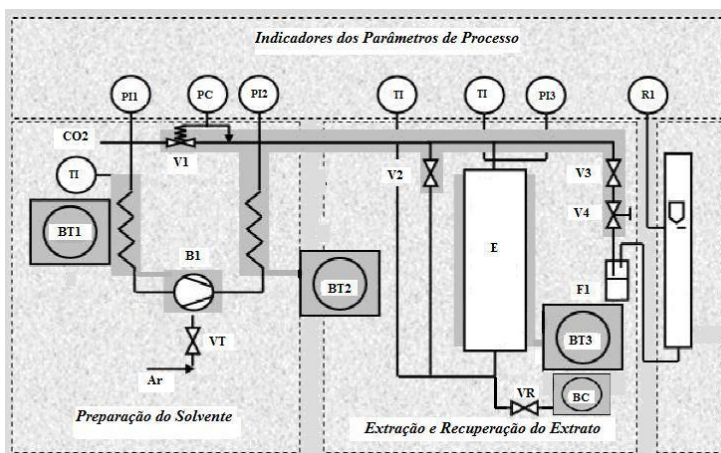 Indicadores dos Parâmetros de Processo
PI1
PC
PI2
TI
TI
PI3
R1
CO2
V1
TI
V2
V3
V4
BT1
B1
E
BT2
F1
VT
BT3
Ar
VR
BC
Preparação do Solvente
Extração e Recuperação do Extrato